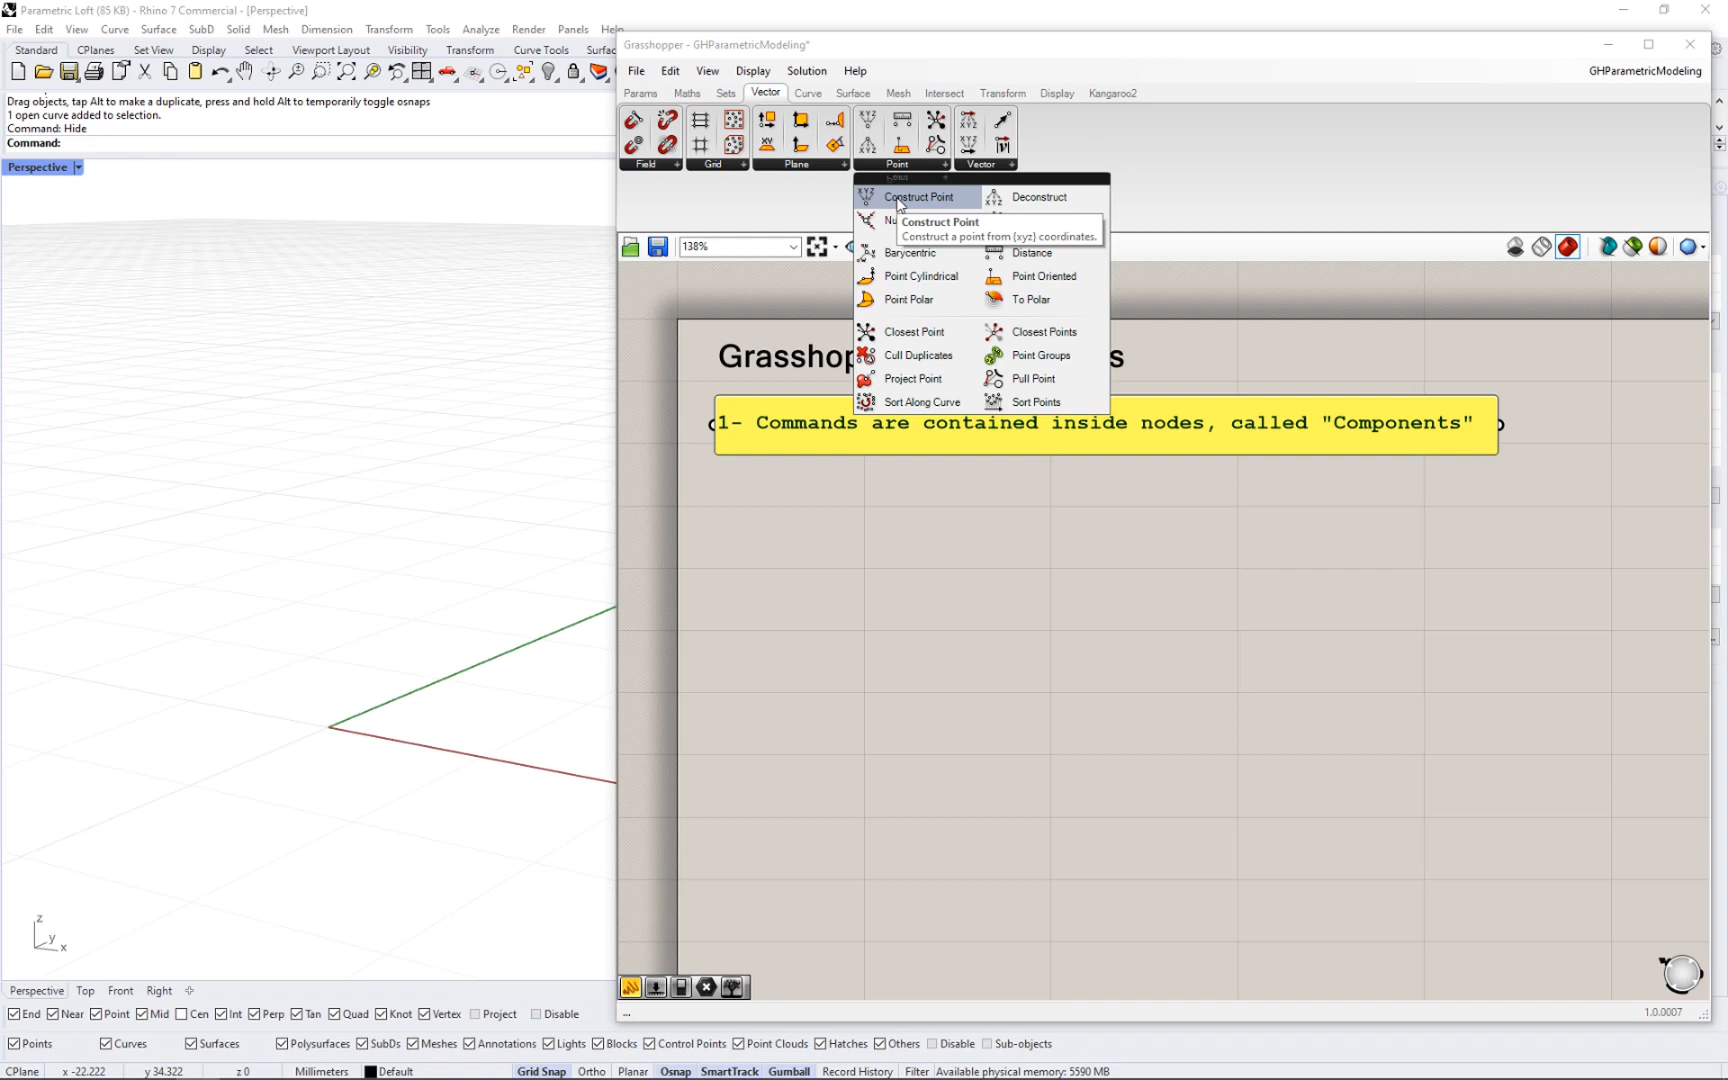 Parametric Loft (85 KB) - Rhino 7 Commercial - [Perspective]
File Edit View Curve Surface SubD Solid Mesh Dimension Transform Tools Analyze Render Panels Help
Standard CPlanes Set View Display Select Viewport Layout Visibility Transform Curve Tools Surfac
Drag objects, tap Alt to make a duplicate, press and hold Alt to temporarily toggle osnaps
1 open curve added to selection.
Command: Hide
Command:
Perspective
Grasshopper - GHParametricModeling*
File Edit View Display Solution Help
GHParametricModeling
Params Maths Sets Vector Curve Surface Mesh Intersect Transform Display Kangaroo2
Field Grid Plane Point Vector
Construct Point Deconstruct
Nu
Construct Point
Construct a point from {xyz} coordinates.
138%
Barycentric Distance
Point Cylindrical Point Oriented
Point Polar To Polar
Closest Point Closest Points
Cull Duplicates Point Groups
Project Point Pull Point
Sort Along Curve Sort Points
Grasshop s
1- Commands are contained inside nodes, called "Components"
z
y
x
1.0.0007
Perspective Top Front Right
End Near Point Mid Cen Int Perp Tan Quad Knot Vertex Project Disable
Points Curves Surfaces Polysurfaces SubDs Meshes Annotations Lights Blocks Control Points Point Clouds Hatches Others Disable Sub-objects
CPlane x -22.222 y 34.322 z 0 Millimeters Default Grid Snap Ortho Planar Osnap SmartTrack Gumball Record History Filter Available physical memory: 5590 MB